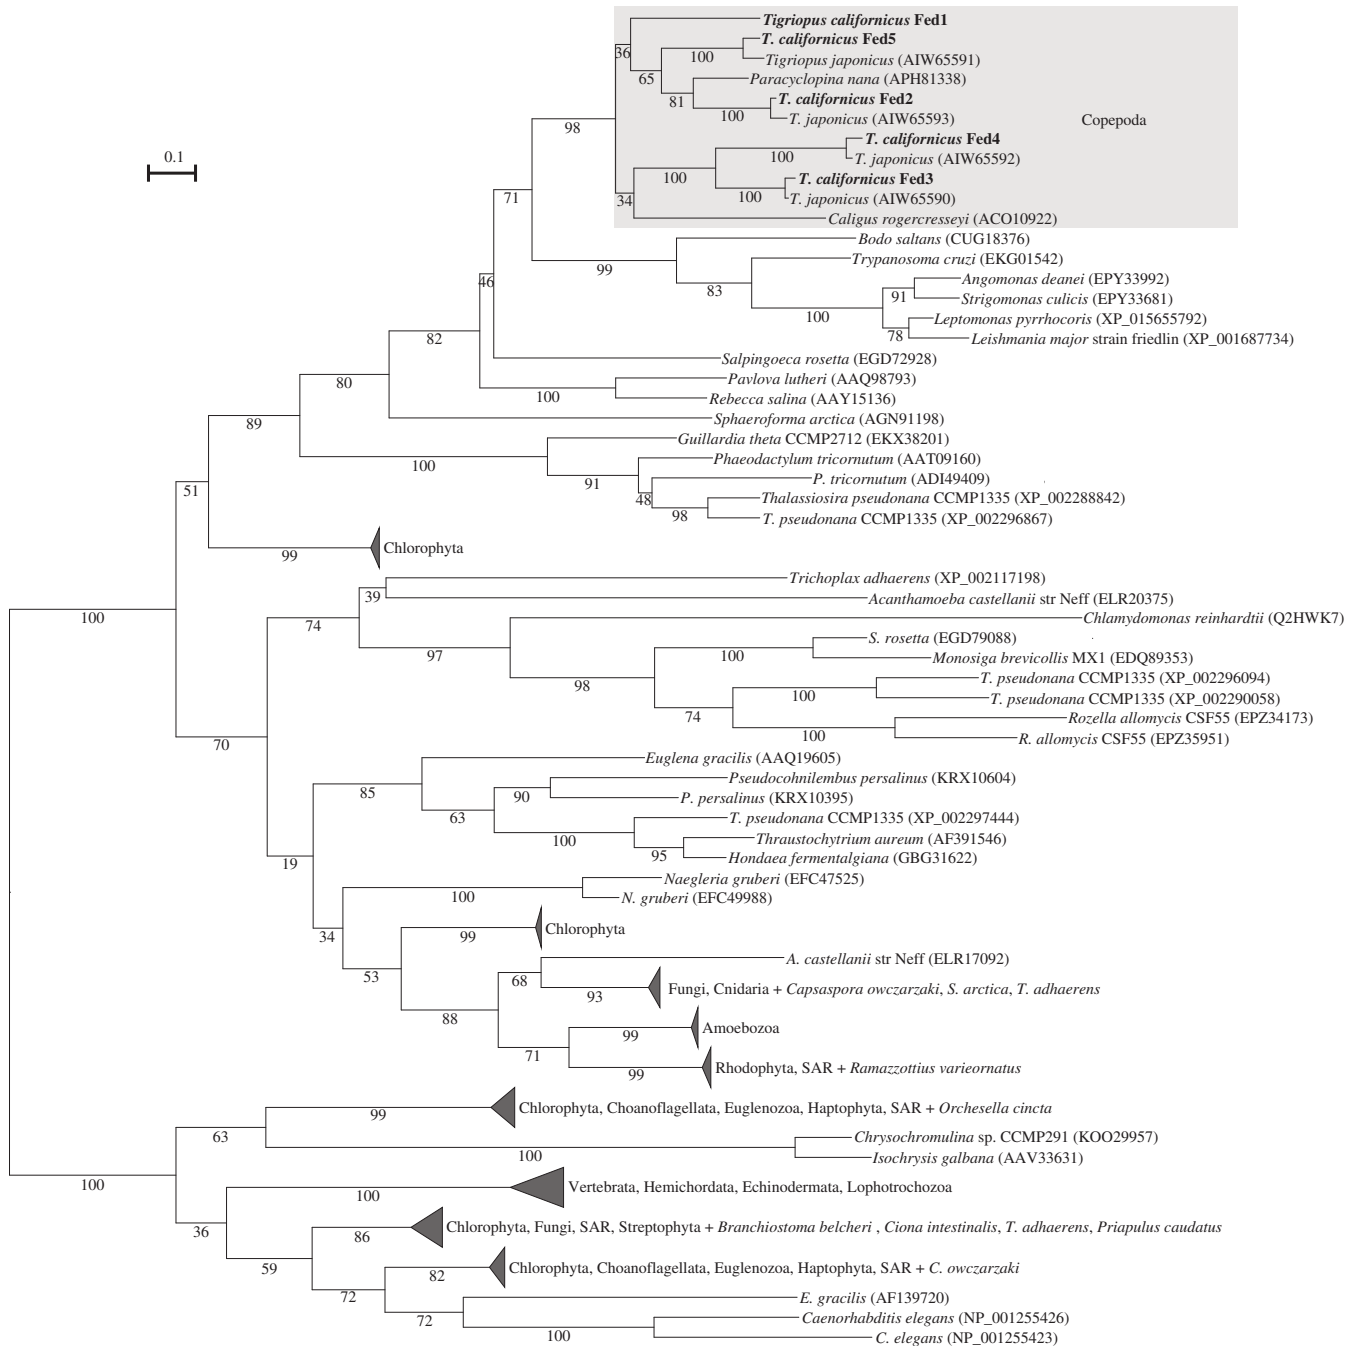 Tigriopus californicus Fed1
36
T. californicus Fed5
100
Tigriopus japonicus (AIW65591)
65
Paracyclopina nana (APH81338)
81
T. californicus Fed2
100
T. japonicus (AIW65593)
Copepoda
98
T. californicus Fed4
0.1
100
T. japonicus (AIW65592)
100
T. californicus Fed3
100
T. japonicus (AIW65590)
34
71
Caligus rogercresseyi (ACO10922)
Bodo saltans (CUG18376)
Trypanosoma cruzi (EKG01542)
99
46
Angomonas deanei (EPY33992)
83
91
Strigomonas culicis (EPY33681)
100
Leptomonas pyrrhocoris (XP_015655792)
78
Leishmania major strain friedlin (XP_001687734)
82
Salpingoeca rosetta (EGD72928)
80
Pavlova lutheri (AAQ98793)
100
Rebecca salina (AAY15136)
Sphaeroforma arctica (AGN91198)
89
Guillardia theta CCMP2712 (EKX38201)
Phaeodactylum tricornutum (AAT09160)
100
P. tricornutum (ADI49409)
91
51
48
Thalassiosira pseudonana CCMP1335 (XP_002288842)
98
T. pseudonana CCMP1335 (XP_002296867)
Chlorophyta
99
Trichoplax adhaerens (XP_002117198)
39
Acanthamoeba castellanii str Neff (ELR20375)
100
Chlamydomonas reinhardtii (Q2HWK7)
74
S. rosetta (EGD79088)
97
100
Monosiga brevicollis MX1 (EDQ89353)
T. pseudonana CCMP1335 (XP_002296094)
98
100
T. pseudonana CCMP1335 (XP_002290058)
74
Rozella allomycis CSF55 (EPZ34173)
100
R. allomycis CSF55 (EPZ35951)
70
Euglena gracilis (AAQ19605)
Pseudocohnilembus persalinus (KRX10604)
85
90
P. persalinus (KRX10395)
63
T. pseudonana CCMP1335 (XP_002297444)
100
Thraustochytrium aureum (AF391546)
95
Hondaea fermentalgiana (GBG31622)
19
Naegleria gruberi (EFC47525)
100
N. gruberi (EFC49988)
Chlorophyta
34
99
A. castellanii str Neff (ELR17092)
53
68
Fungi, Cnidaria + Capsaspora owczarzaki, S. arctica, T. adhaerens
93
88
Amoebozoa
99
71
Rhodophyta, SAR + Ramazzottius varieornatus
99
Chlorophyta, Choanoflagellata, Euglenozoa, Haptophyta, SAR + Orchesella cincta
99
63
Chrysochromulina sp. CCMP291 (KOO29957)
100
Isochrysis galbana (AAV33631)
100
Vertebrata, Hemichordata, Echinodermata, Lophotrochozoa
100
36
Chlorophyta, Fungi, SAR, Streptophyta + Branchiostoma belcheri , Ciona intestinalis, T. adhaerens, Priapulus caudatus
86
59
Chlorophyta, Choanoflagellata, Euglenozoa, Haptophyta, SAR + C. owczarzaki
82
72
E. gracilis (AF139720)
72
Caenorhabditis elegans (NP_001255426)
100
C. elegans (NP_001255423)